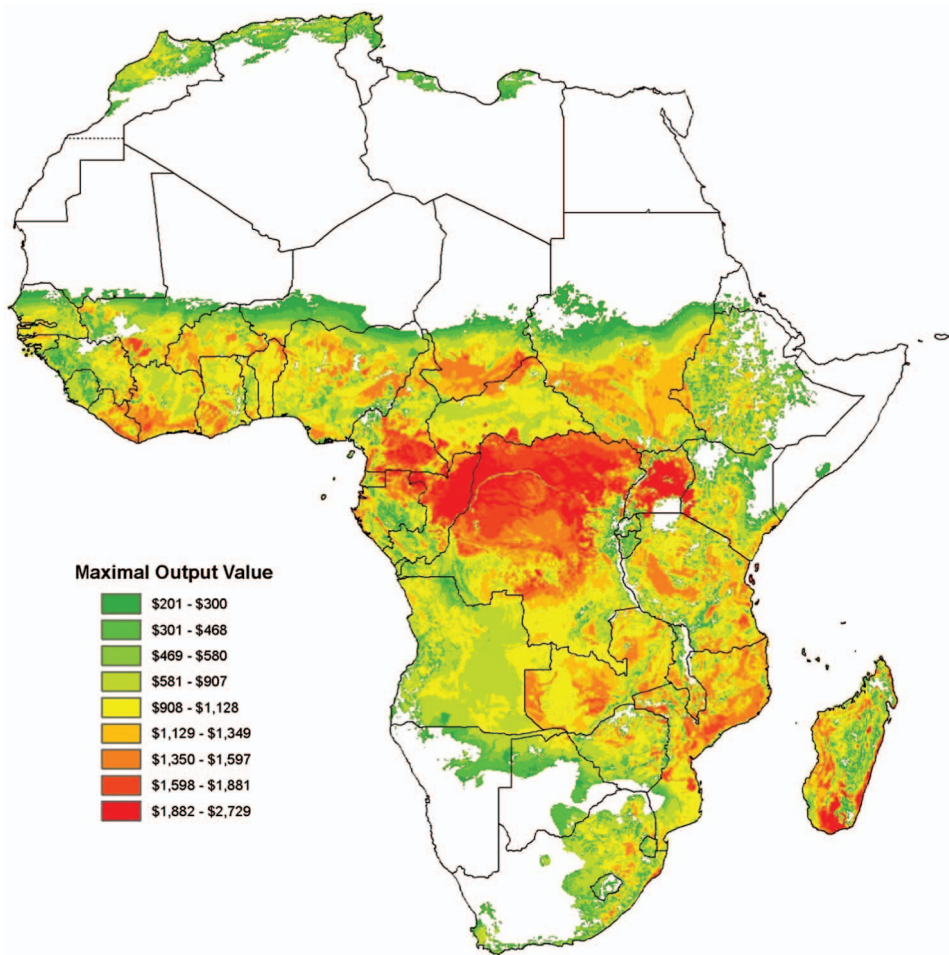 Maximal Output Value
$201 - $300
$301 - $468
$469 - $580
$581 - $907
$908 - $1,128
$1,129 - $1,349
$1,350 - $1,597
$1,598 - $1,881
$1,882 - $2,729